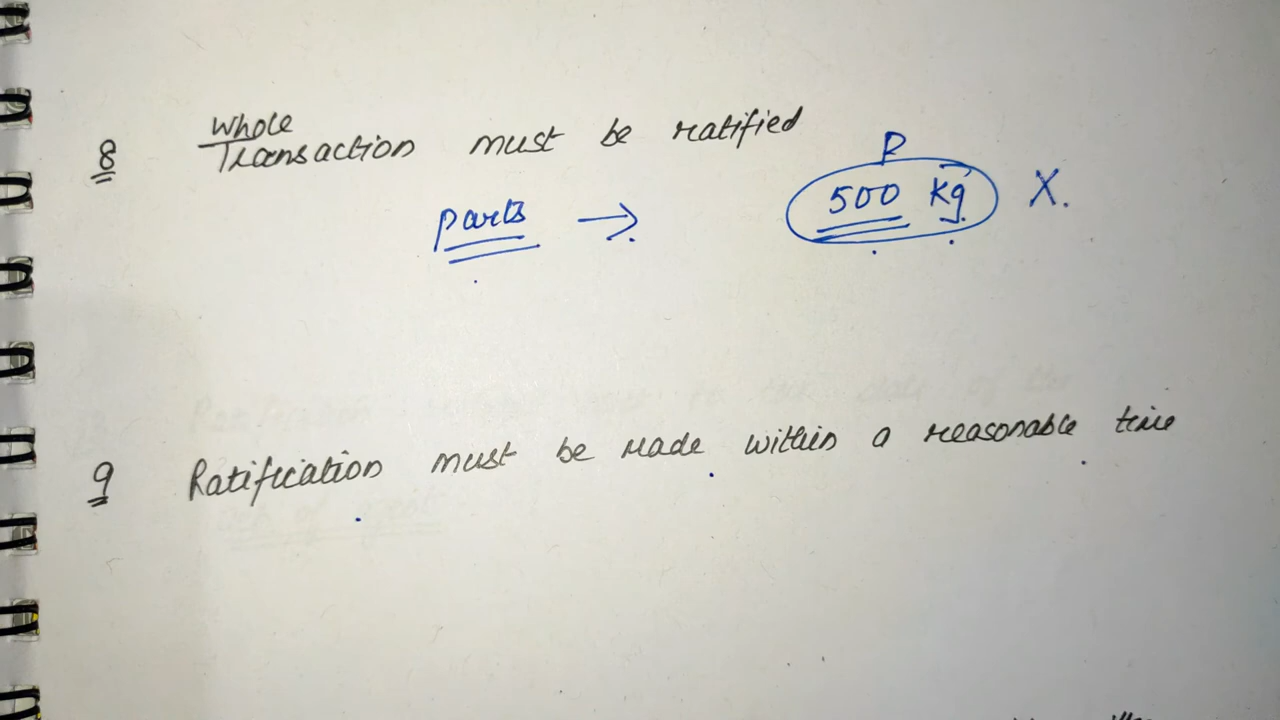 8 Whole
Transaction must be ratified
P
parts → 500 kg X.
9 Ratification must be made within a reasonable time